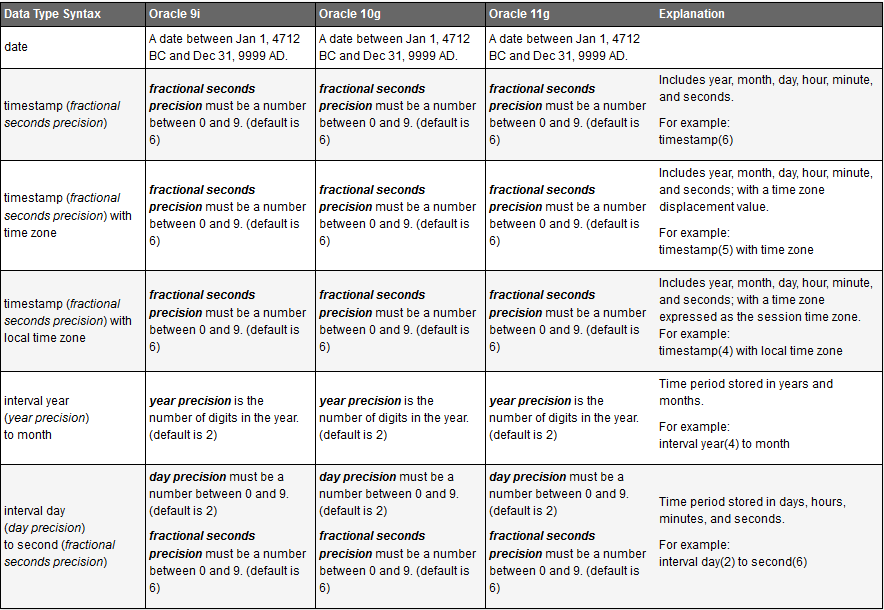 Data Type Syntax
Oracle 9i
Oracle 10g
Oracle 11g
Explanation
date
A date between Jan 1, 4712
BC and Dec 31, 9999 AD.
A date between Jan 1, 4712
BC and Dec 31, 9999 AD.
A date between Jan 1, 4712
BC and Dec 31, 9999 AD.
timestamp (fractional
seconds precision)
fractional seconds
precision must be a number
between 0 and 9. (default is
6)
fractional seconds
precision must be a number
between 0 and 9. (default is
6)
fractional seconds
precision must be a number
between 0 and 9. (default is
6)
Includes year, month, day, hour, minute,
and seconds.
For example:
timestamp(6)
timestamp (fractional
seconds precision) with
time zone
fractional seconds
precision must be a number
between 0 and 9. (default is
6)
fractional seconds
precision must be a number
between 0 and 9. (default is
6)
fractional seconds
precision must be a number
between 0 and 9. (default is
6)
Includes year, month, day, hour, minute,
and seconds; with a time zone
displacement value.
For example:
timestamp(5) with time zone
timestamp (fractional
seconds precision) with
local time zone
fractional seconds
precision must be a number
between 0 and 9. (default is
6)
fractional seconds
precision must be a number
between 0 and 9. (default is
6)
fractional seconds
precision must be a number
between 0 and 9. (default is
6)
Includes year, month, day, hour, minute,
and seconds; with a time zone
expressed as the session time zone.
For example:
timestamp(4) with local time zone
interval year
(year precision)
to month
year precision is the
number of digits in the year.
(default is 2)
year precision is the
number of digits in the year.
(default is 2)
year precision is the
number of digits in the year.
(default is 2)
Time period stored in years and
months.
For example:
interval year(4) to month
interval day
(day precision)
to second (fractional
seconds precision)
day precision must be a
number between 0 and 9.
(default is 2)
fractional seconds
precision must be a number
between 0 and 9. (default is
6)
day precision must be a
number between 0 and 9.
(default is 2)
fractional seconds
precision must be a number
between 0 and 9. (default is
6)
day precision must be a
number between 0 and 9.
(default is 2)
fractional seconds
precision must be a number
between 0 and 9. (default is
6)
Time period stored in days, hours,
minutes, and seconds.
For example:
interval day(2) to second(6)